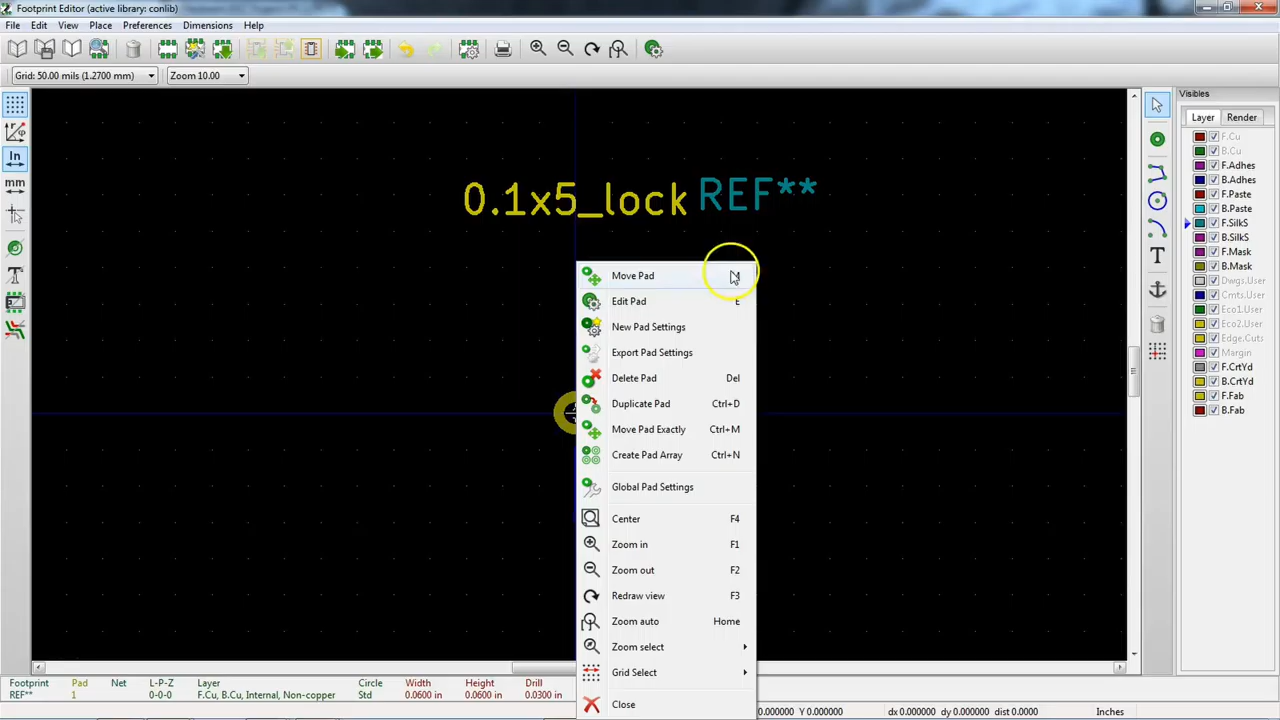 Footprint Editor (active library: conlib)
File Edit View Place Preferences Dimensions Help
Grid: 50.00 mils (1.2700 mm) Zoom 10.00
Visibles
Layer Render
In
mm
0.1x5_lock REF**
F.Cu
B.Cu
F.Adhes
B.Adhes
F.Paste
B.Paste
F.SilkS
B.SilkS
F.Mask
B.Mask
Dwgs.User
Cmts.User
Eco1.User
Eco2.User
Edge.Cuts
Margin
F.CrtYd
B.CrtYd
F.Fab
B.Fab
Move Pad
Edit Pad E
New Pad Settings
Export Pad Settings
Delete Pad Del
Duplicate Pad Ctrl+D
Move Pad Exactly Ctrl+M
Create Pad Array Ctrl+N
Global Pad Settings
Center F4
Zoom in F1
Zoom out F2
Redraw view F3
Zoom auto Home
Zoom select
Grid Select
Close
Footprint Pad Net L-P-Z Layer Circle Width Height Drill
REF** 1 0-0-0 F.Cu, B.Cu, Internal, Non-copper Std 0.0600 in 0.0600 in 0.0300 in
0.000000 Y 0.000000 dx 0.0000 dy 0.0000 dist 0.0000 Inches